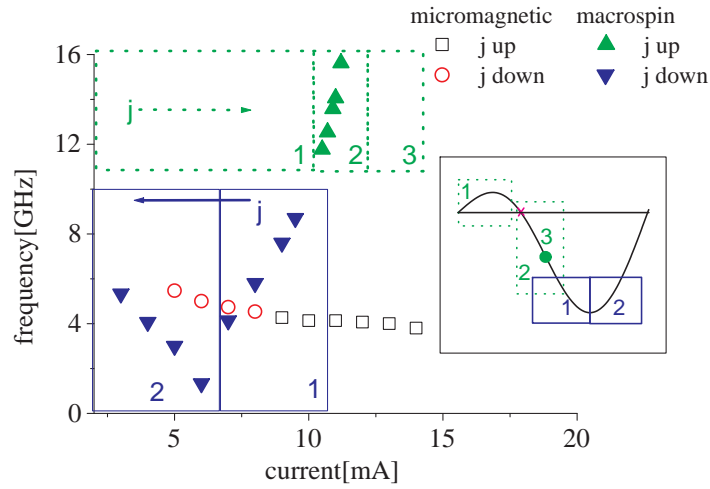 micromagnetic macrospin
j up j up
j down j down
16
12
8
4
0
frequency[GHz]
j
1 2 3
j
2 1
1
3
2
1 2
5 10 15 20
current[mA]